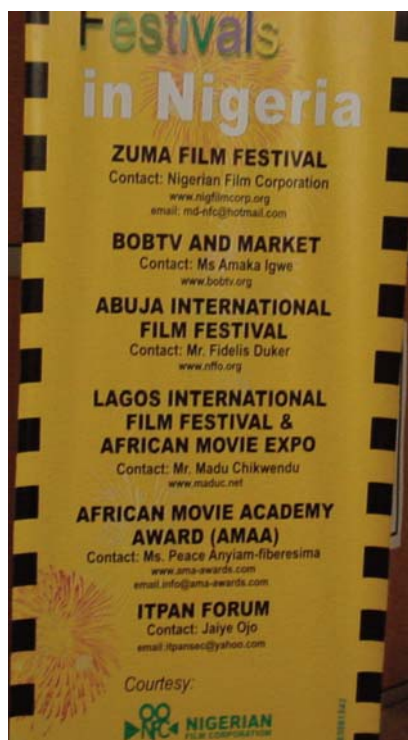 Festivals
in Nigeria
ZUMA FILM FESTIVAL
Contact: Nigerian Film Corporation
www.nigfilmcorp.org
email: md-nfc@hotmail.com
BOBTV AND MARKET
Contact: Ms Amaka Igwe
www.bobtv.org
ABUJA INTERNATIONAL
FILM FESTIVAL
Contact: Mr. Fidelis Duker
www.nffo.org
LAGOS INTERNATIONAL
FILM FESTIVAL &
AFRICAN MOVIE EXPO
Contact: Mr. Madu Chikwendu
www.maduc.net
AFRICAN MOVIE ACADEMY
AWARD (AMAA)
Contact: Ms. Peace Anyiam-fiberesima
www.ama-awards.com
email.info@ama-awards.com
ITPAN FORUM
Contact: Jaiye Ojo
email:itpansec@yahoo.com
Courtesy:
NFC NIGERIAN
FILM CORPORATION